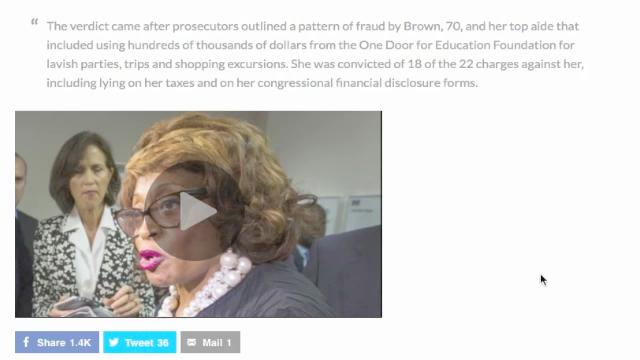 “ The verdict came after prosecutors outlined a pattern of fraud by Brown, 70, and her top aide that
included using hundreds of thousands of dollars from the One Door for Education Foundation for
lavish parties, trips and shopping excursions. She was convicted of 18 of the 22 charges against her,
including lying on her taxes and on her congressional financial disclosure forms.
f Share 1.4K Tweet 36 Mail 1